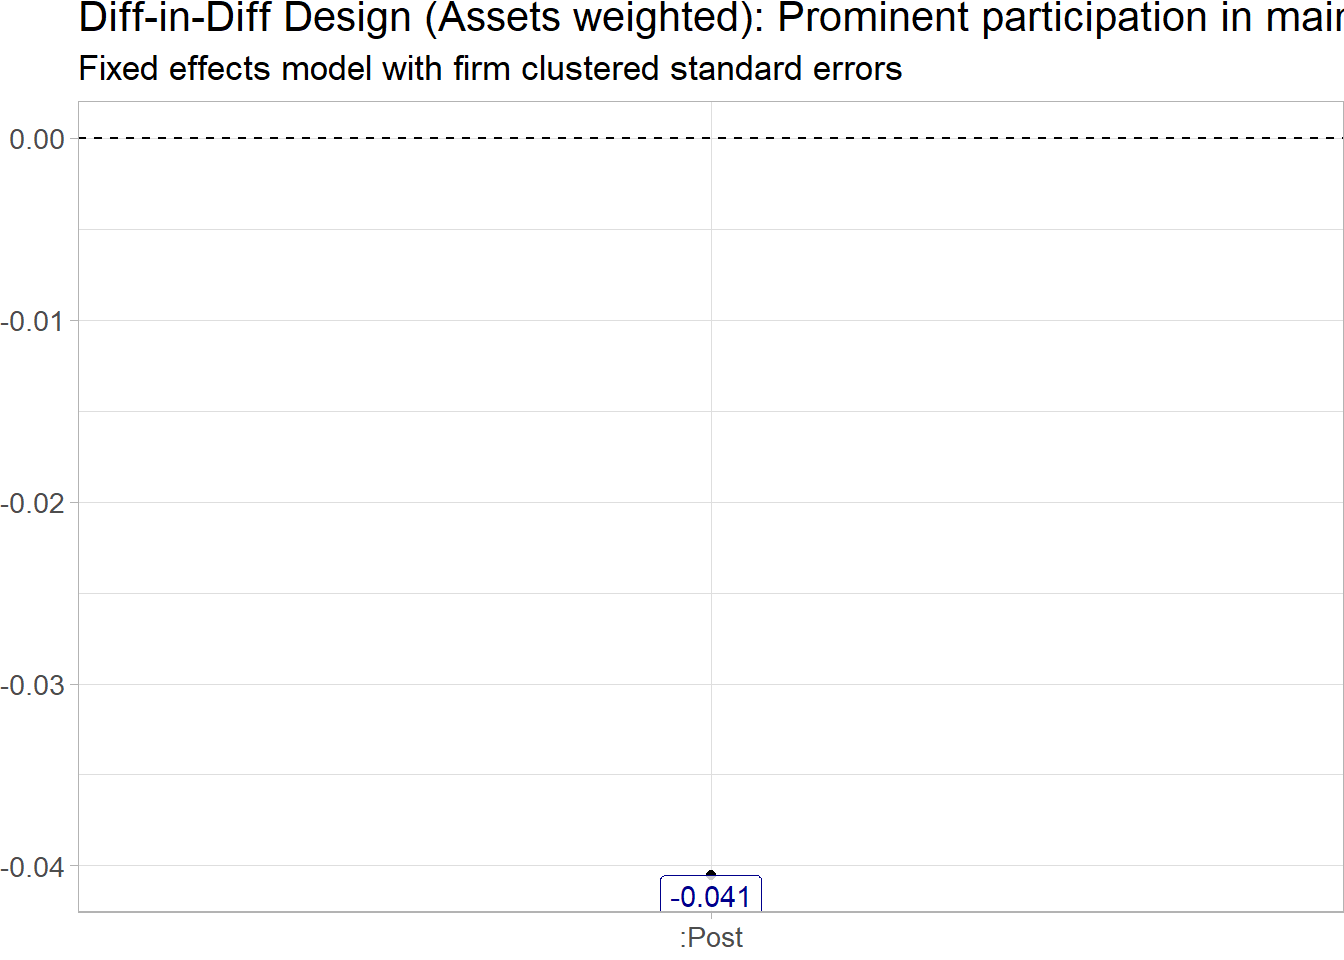 Diff-in-Diff Design (Assets weighted): Prominent participation in
Fixed effects model with firm clustered standard errors
0.00
-0.01
-0.02
-0.03
-0.04
-0.041
:Post